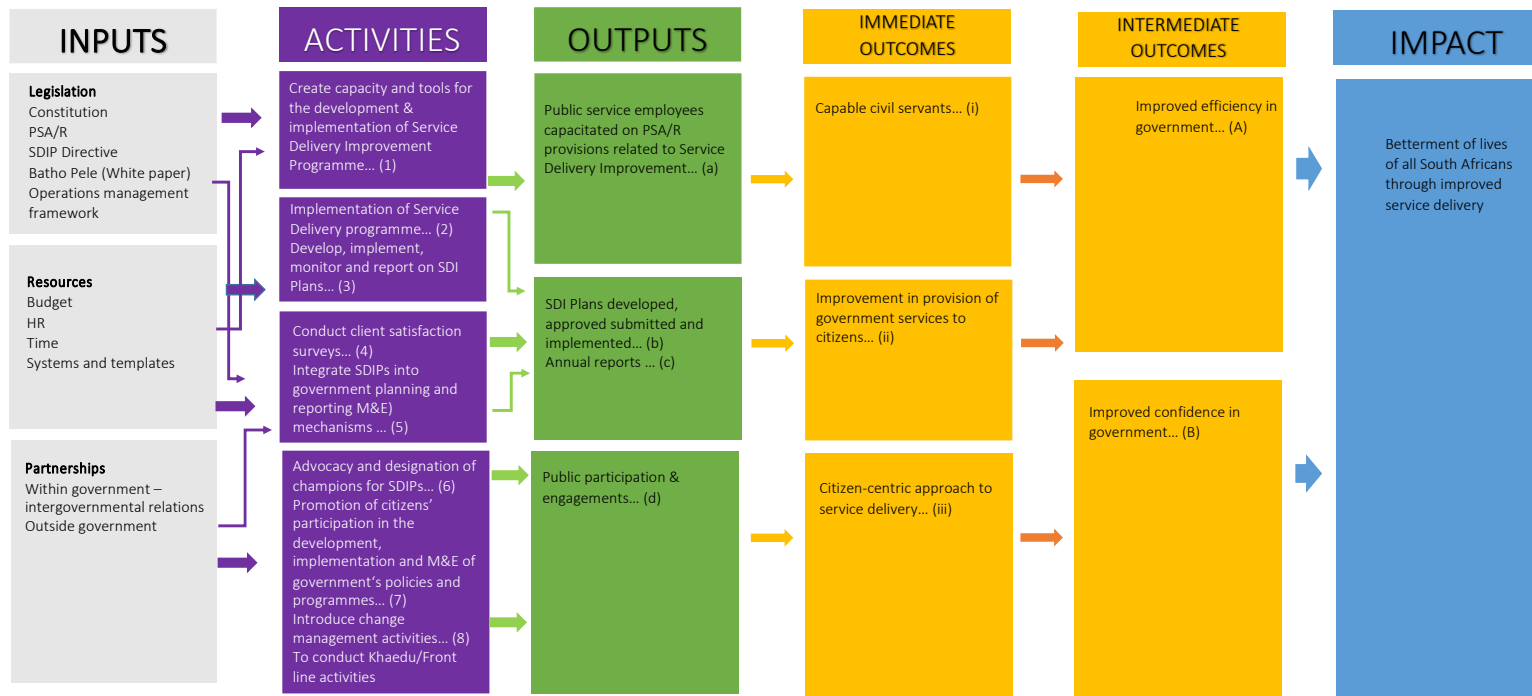 INPUTS
Legislation
Constitution
PSA/R
SDIP Directive
Batho Pele (White paper)
Operations management
framework
Resources
Budget
HR
Time
Systems and templates
Partnerships
Within government –
intergovernmental relations
Outside government
ACTIVITIES
Create capacity and tools for
the development &
implementation of Service
Delivery Improvement
Programme... (1)
Implementation of Service
Delivery programme... (2)
Develop, implement,
monitor and report on SDI
Plans... (3)
Conduct client satisfaction
surveys... (4)
Integrate SDIPs into
government planning and
reporting M&E)
mechanisms ... (5)
Advocacy and designation of
champions for SDIPs... (6)
Promotion of citizens’
participation in the
development,
implementation and M&E of
government‘s policies and
programmes... (7)
Introduce change
management activities... (8)
To conduct Khaedu/Front
line activities
OUTPUTS
Public service employees
capacitated on PSA/R
provisions related to Service
Delivery Improvement... (a)
SDI Plans developed,
approved submitted and
implemented... (b)
Annual reports ... (c)
Public participation &
engagements... (d)
IMMEDIATE
OUTCOMES
Capable civil servants... (i)
Improvement in provision of
government services to
citizens... (ii)
Citizen-centric approach to
service delivery... (iii)
INTERMEDIATE
OUTCOMES
Improved efficiency in
government... (A)
Improved confidence in
government... (B)
IMPACT
Betterment of lives
of all South Africans
through improved
service delivery